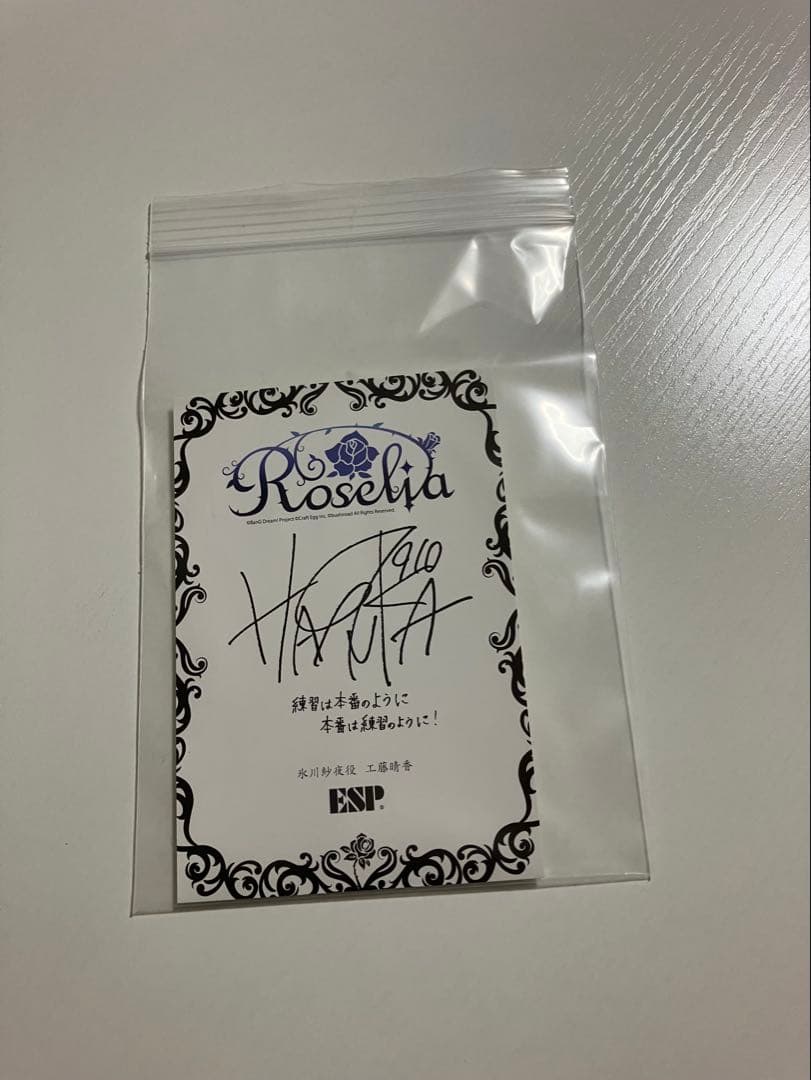 Roselia
©BanG Dream! Project ©Craft Egg Inc. ©bushiroad All Rights Reserved.
HARUKA 910
練習は本番のように
本番は練習のように!
氷川紗夜役 工藤晴香
ESP®